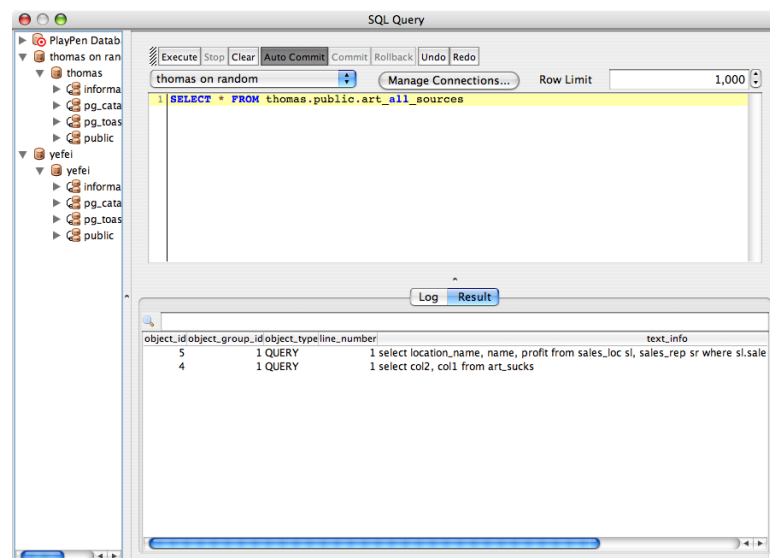 SQL Query
PlayPen Datab
thomas on ran
thomas
informa
pg_cata
pg_toas
public
yefei
yefei
informa
pg_cata
pg_toas
public
Execute Stop Clear Auto Commit Commit Rollback Undo Redo
thomas on random Manage Connections... Row Limit 1,000
1 SELECT * FROM thomas.public.art_all_sources
Log Result
object_id object_group_id object_type line_number text_info
5 1 QUERY 1 select location_name, name, profit from sales_loc sl, sales_rep sr where sl.sale
4 1 QUERY 1 select col2, col1 from art_sucks